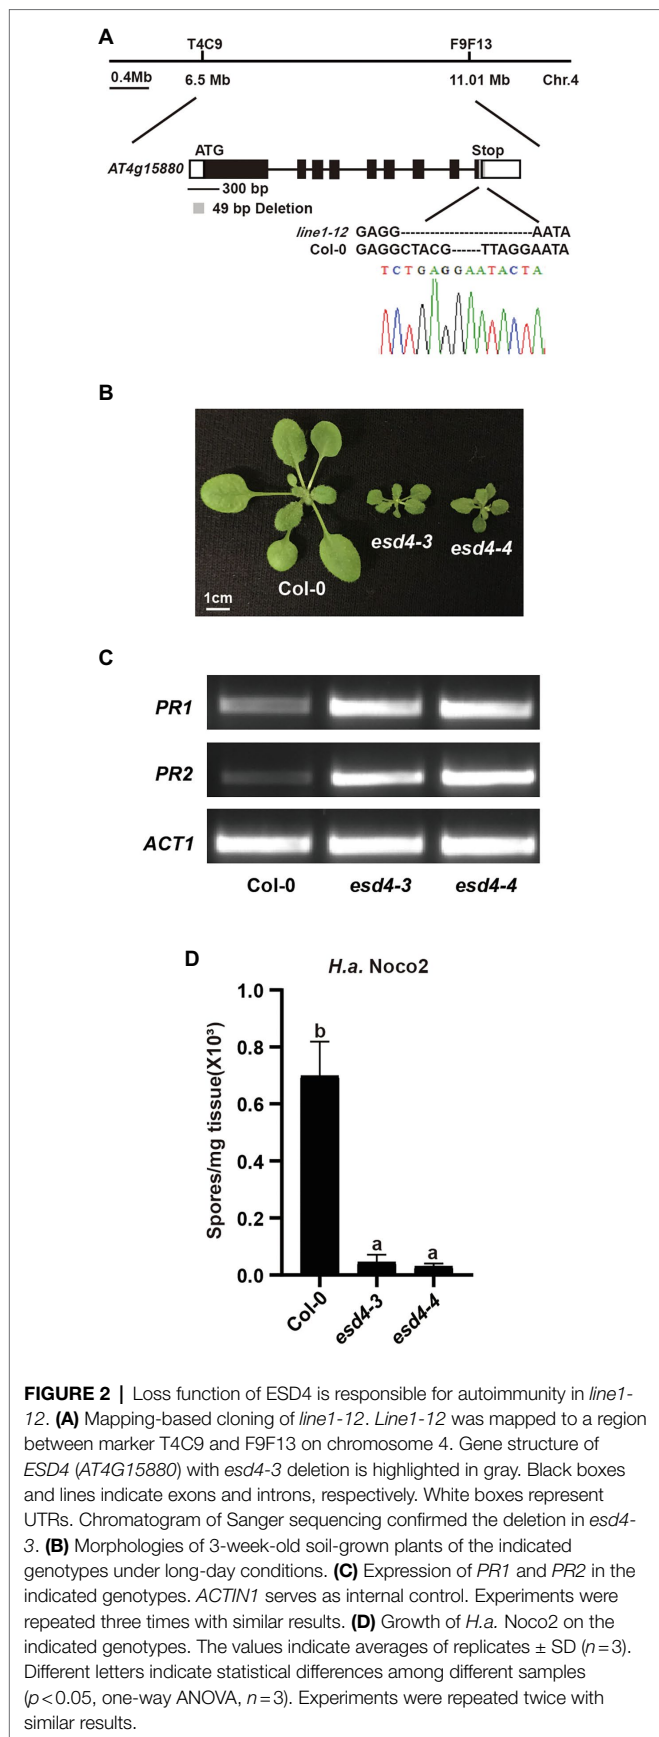 A
T4C9 F9F13
0.4Mb 6.5 Mb 11.01 Mb Chr.4
ATG Stop
AT4g15880
300 bp
49 bp Deletion
line1-12 GAGG--------------------------AATA
Col-0 GAGGCTACG------TTAGGAATA
TCTGAGGAATACTA
B
esd4-3 esd4-4
Col-0
1cm
C
PR1
PR2
ACT1
Col-0 esd4-3 esd4-4
D
H.a. Noco2
Spores/mg tissue(X10³)
1.0
0.8
0.6
0.4
0.2
0.0
b
a a
Col-0 esd4-3 esd4-4
FIGURE 2 | Loss function of ESD4 is responsible for autoimmunity in line1-
12. (A) Mapping-based cloning of line1-12. Line1-12 was mapped to a region
between marker T4C9 and F9F13 on chromosome 4. Gene structure of
ESD4 (AT4G15880) with esd4-3 deletion is highlighted in gray. Black boxes
and lines indicate exons and introns, respectively. White boxes represent
UTRs. Chromatogram of Sanger sequencing confirmed the deletion in esd4-
3. (B) Morphologies of 3-week-old soil-grown plants of the indicated
genotypes under long-day conditions. (C) Expression of PR1 and PR2 in the
indicated genotypes. ACTIN1 serves as internal control. Experiments were
repeated three times with similar results. (D) Growth of H.a. Noco2 on the
indicated genotypes. The values indicate averages of replicates ± SD (n=3).
Different letters indicate statistical differences among different samples
(p<0.05, one-way ANOVA, n=3). Experiments were repeated twice with
similar results.